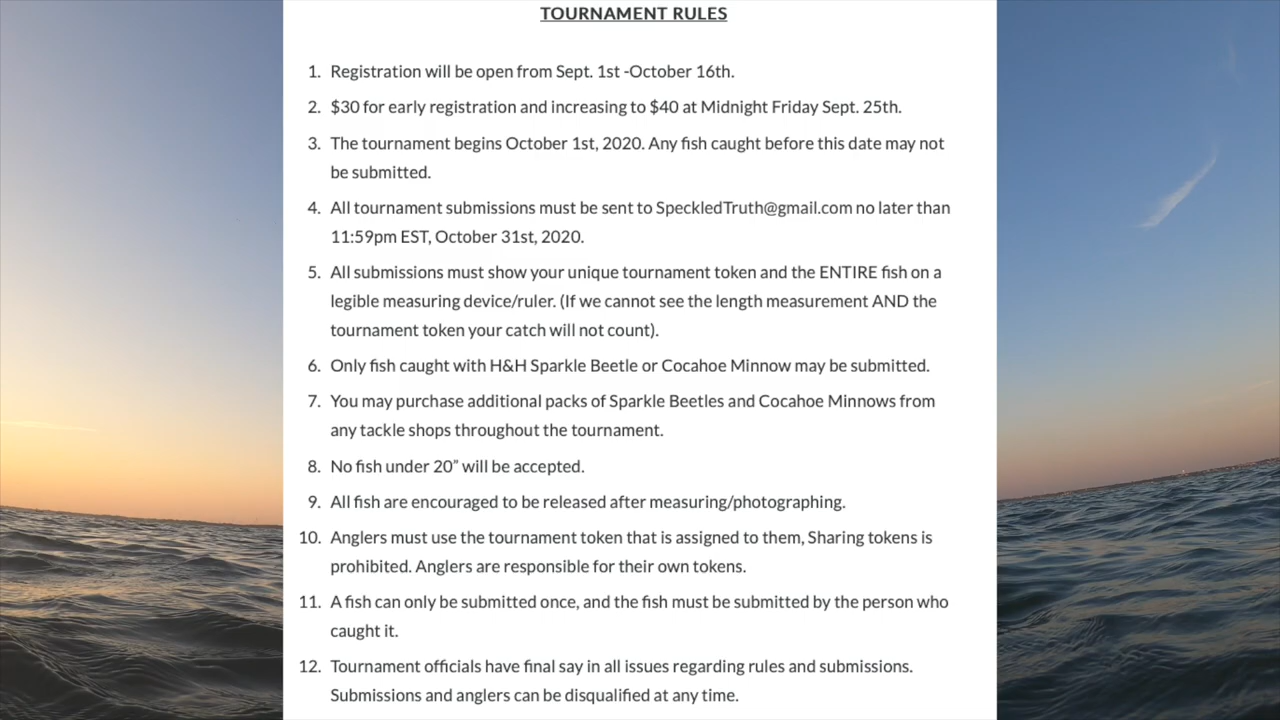 TOURNAMENT RULES
1. Registration will be open from Sept. 1st -October 16th.
2. $30 for early registration and increasing to $40 at Midnight Friday Sept. 25th.
3. The tournament begins October 1st, 2020. Any fish caught before this date may not
be submitted.
4. All tournament submissions must be sent to SpeckledTruth@gmail.com no later than
11:59pm EST, October 31st, 2020.
5. All submissions must show your unique tournament token and the ENTIRE fish on a
legible measuring device/ruler. (If we cannot see the length measurement AND the
tournament token your catch will not count).
6. Only fish caught with H&H Sparkle Beetle or Cocahoe Minnow may be submitted.
7. You may purchase additional packs of Sparkle Beetles and Cocahoe Minnows from
any tackle shops throughout the tournament.
8. No fish under 20” will be accepted.
9. All fish are encouraged to be released after measuring/photographing.
10. Anglers must use the tournament token that is assigned to them, Sharing tokens is
prohibited. Anglers are responsible for their own tokens.
11. A fish can only be submitted once, and the fish must be submitted by the person who
caught it.
12. Tournament officials have final say in all issues regarding rules and submissions.
Submissions and anglers can be disqualified at any time.